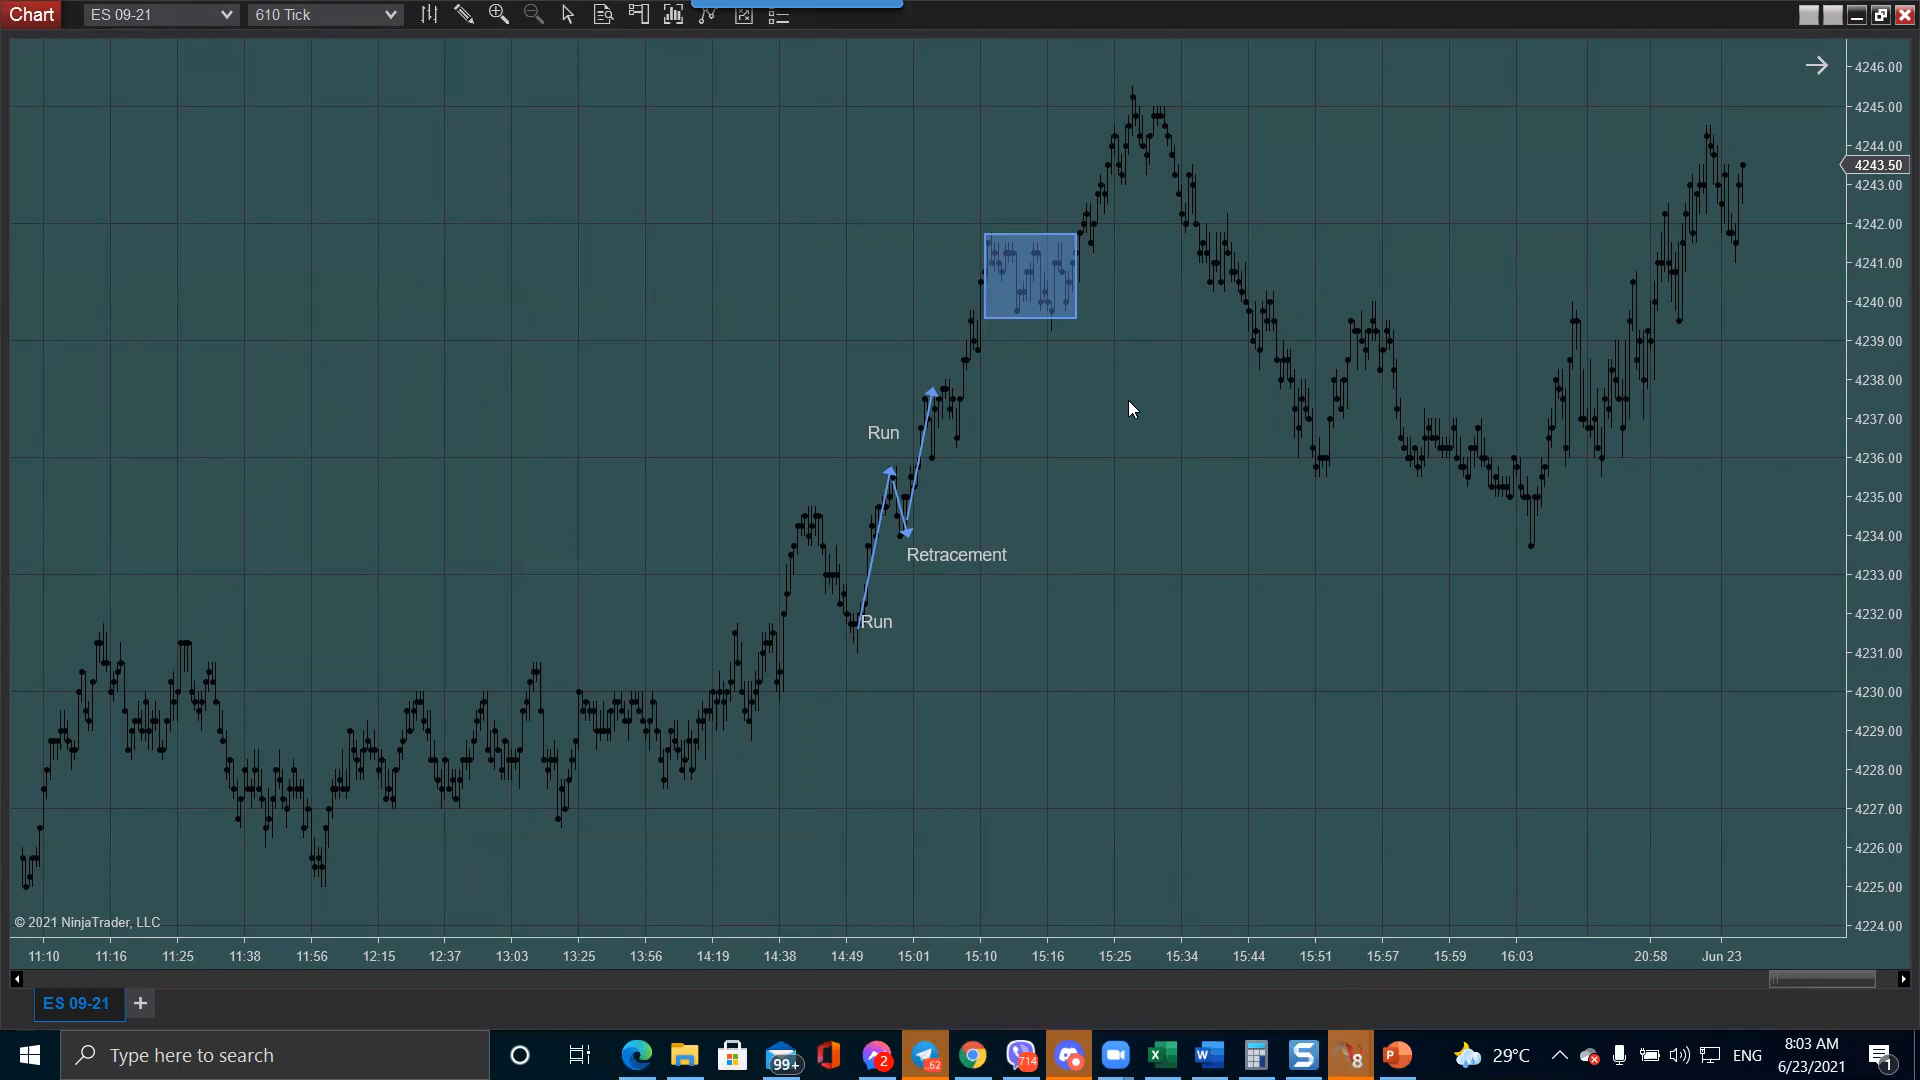 Chart
ES 09-21
610 Tick
4246.00
4245.00
4244.00
4243.50
4243.00
4242.00
4241.00
4240.00
4239.00
4238.00
4237.00
4236.00
4235.00
4234.00
4233.00
4232.00
4231.00
4230.00
4229.00
4228.00
4227.00
4226.00
4225.00
4224.00
Run
Retracement
Run
© 2021 NinjaTrader, LLC
11:10 11:16 11:25 11:38 11:56 12:15 12:37 13:03 13:25 13:56 14:19 14:38 14:49 15:01 15:10 15:16 15:25 15:34 15:44 15:51 15:57 15:59 16:03 20:58 Jun 23
ES 09-21
Type here to search
99+
2
62
714
8
29°C
ENG
8:03 AM
6/23/2021
1